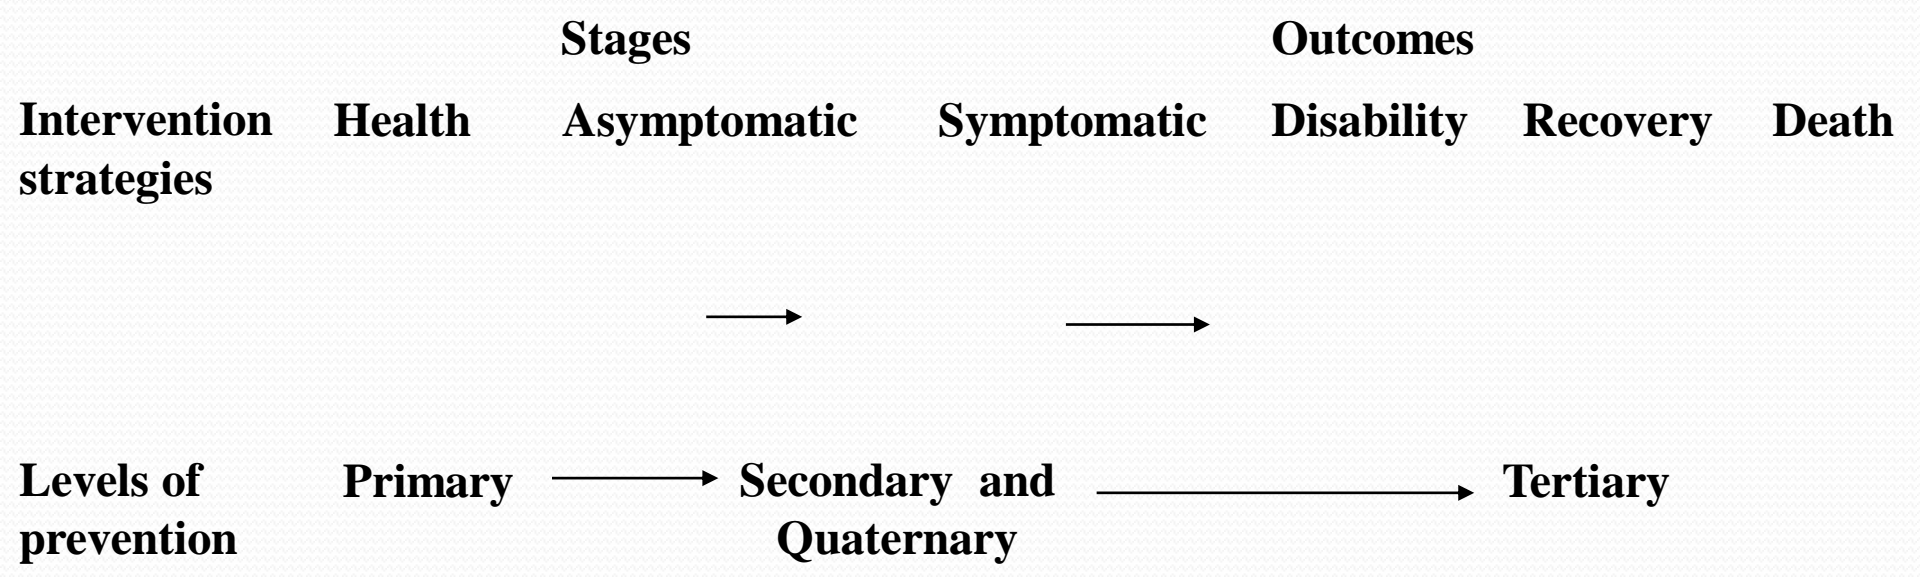 Stages Outcomes
Intervention Health Asymptomatic Symptomatic Disability Recovery Death
strategies
Levels of Primary Secondary and Tertiary
prevention Quaternary